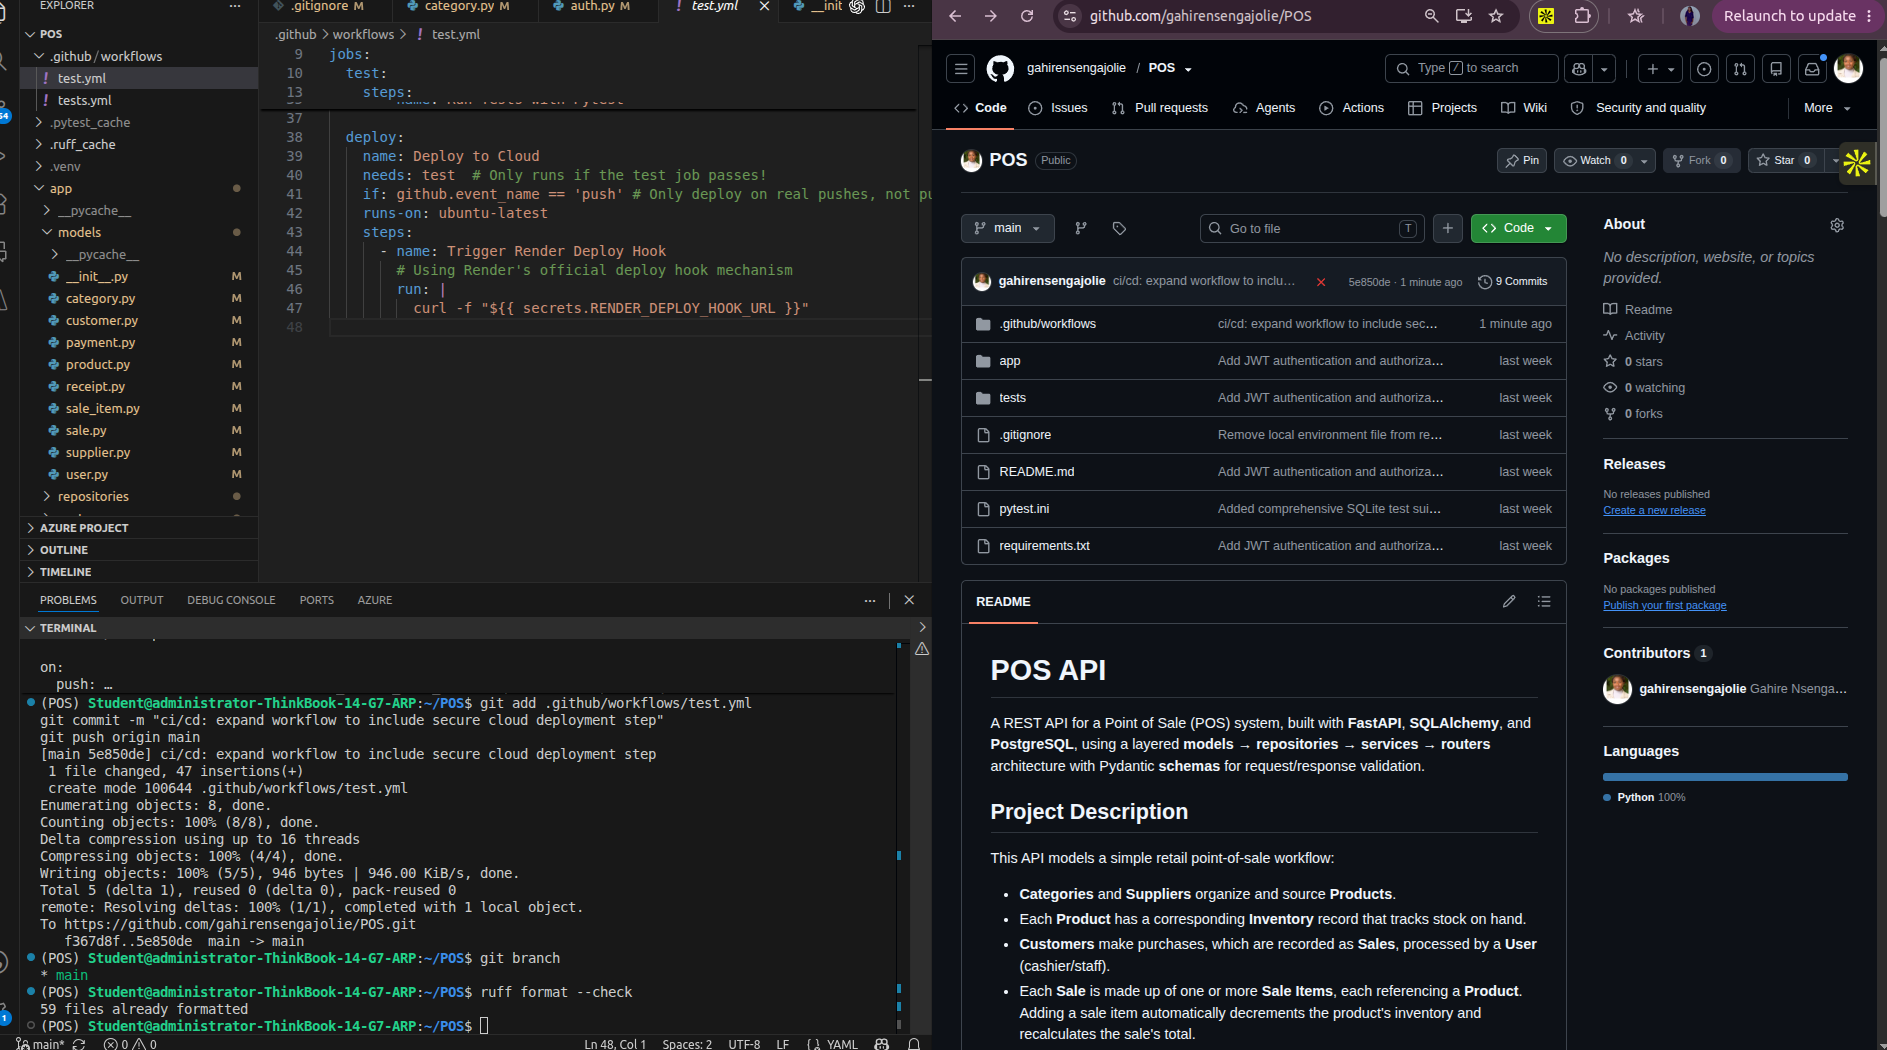 EXPLORER
POS
.github / workflows
test.yml
tests.yml
.pytest_cache
.ruff_cache
.venv
app
__pycache__
models
__pycache__
__init__.py M
category.py M
customer.py M
payment.py M
product.py M
receipt.py M
sale_item.py M
sale.py M
supplier.py M
user.py M
repositories
AZURE PROJECT
OUTLINE
TIMELINE
.gitignore M category.py M auth.py M ! test.yml __init
.github > workflows > ! test.yml
9 jobs:
10 test:
13 steps:
37
38 deploy:
39 name: Deploy to Cloud
40 needs: test # Only runs if the test job passes!
41 if: github.event_name == 'push' # Only deploy on real pushes, not pu
42 runs-on: ubuntu-latest
43 steps:
44 - name: Trigger Render Deploy Hook
45 # Using Render's official deploy hook mechanism
46 run: |
47 curl -f "${{ secrets.RENDER_DEPLOY_HOOK_URL }}"
48
PROBLEMS OUTPUT DEBUG CONSOLE PORTS AZURE
TERMINAL
on:
push: …
(POS) Student@administrator-ThinkBook-14-G7-ARP:~/POS$ git add .github/workflows/test.yml
git commit -m "ci/cd: expand workflow to include secure cloud deployment step"
git push origin main
[main 5e850de] ci/cd: expand workflow to include secure cloud deployment step
1 file changed, 47 insertions(+)
create mode 100644 .github/workflows/test.yml
Enumerating objects: 8, done.
Counting objects: 100% (8/8), done.
Delta compression using up to 16 threads
Compressing objects: 100% (4/4), done.
Writing objects: 100% (5/5), 946 bytes | 946.00 KiB/s, done.
Total 5 (delta 1), reused 0 (delta 0), pack-reused 0
remote: Resolving deltas: 100% (1/1), completed with 1 local object.
To https://github.com/gahirensengajolie/POS.git
f367d8f..5e850de main -> main
(POS) Student@administrator-ThinkBook-14-G7-ARP:~/POS$ git branch
* main
(POS) Student@administrator-ThinkBook-14-G7-ARP:~/POS$ ruff format --check
59 files already formatted
(POS) Student@administrator-ThinkBook-14-G7-ARP:~/POS$
main* 0 0 Ln 48, Col 1 Spaces: 2 UTF-8 LF { } YAML
github.com/gahirensengajolie/POS Relaunch to update
gahirensengajolie / POS Type / to search
Code Issues Pull requests Agents Actions Projects Wiki Security and quality More
POS Public Pin Watch 0 Fork 0 Star 0
main Go to file T + Code
gahirensengajolie ci/cd: expand workflow to inclu… 5e850de · 1 minute ago 9 Commits
.github/workflows ci/cd: expand workflow to include sec… 1 minute ago
app Add JWT authentication and authoriza… last week
tests Add JWT authentication and authoriza… last week
.gitignore Remove local environment file from re… last week
README.md Add JWT authentication and authoriza… last week
pytest.ini Added comprehensive SQLite test sui… last week
requirements.txt Add JWT authentication and authoriza… last week
README
POS API
A REST API for a Point of Sale (POS) system, built with FastAPI, SQLAlchemy, and
PostgreSQL, using a layered models → repositories → services → routers
architecture with Pydantic schemas for request/response validation.
Project Description
This API models a simple retail point-of-sale workflow:
• Categories and Suppliers organize and source Products.
• Each Product has a corresponding Inventory record that tracks stock on hand.
• Customers make purchases, which are recorded as Sales, processed by a User
(cashier/staff).
• Each Sale is made up of one or more Sale Items, each referencing a Product.
Adding a sale item automatically decrements the product's inventory and
recalculates the sale's total.
About
No description, website, or topics
provided.
Readme
Activity
0 stars
0 watching
0 forks
Releases
No releases published
Create a new release
Packages
No packages published
Publish your first package
Contributors 1
gahirensengajolie Gahire Nsenga…
Languages
Python 100%